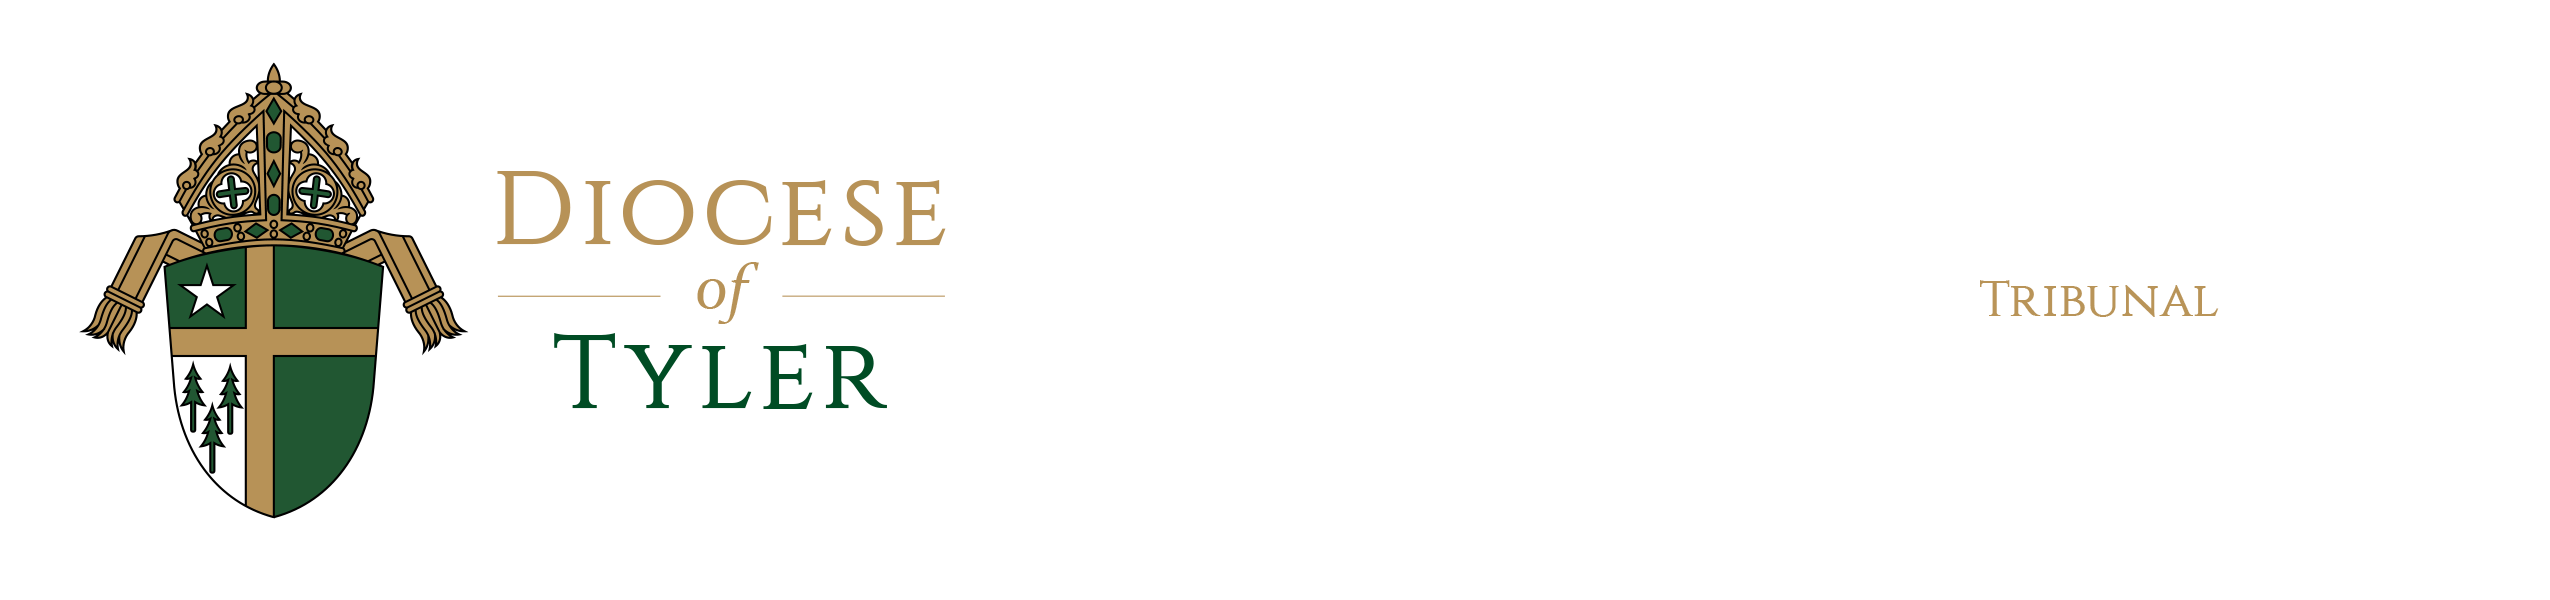 Diocese
of
Tyler
Tribunal